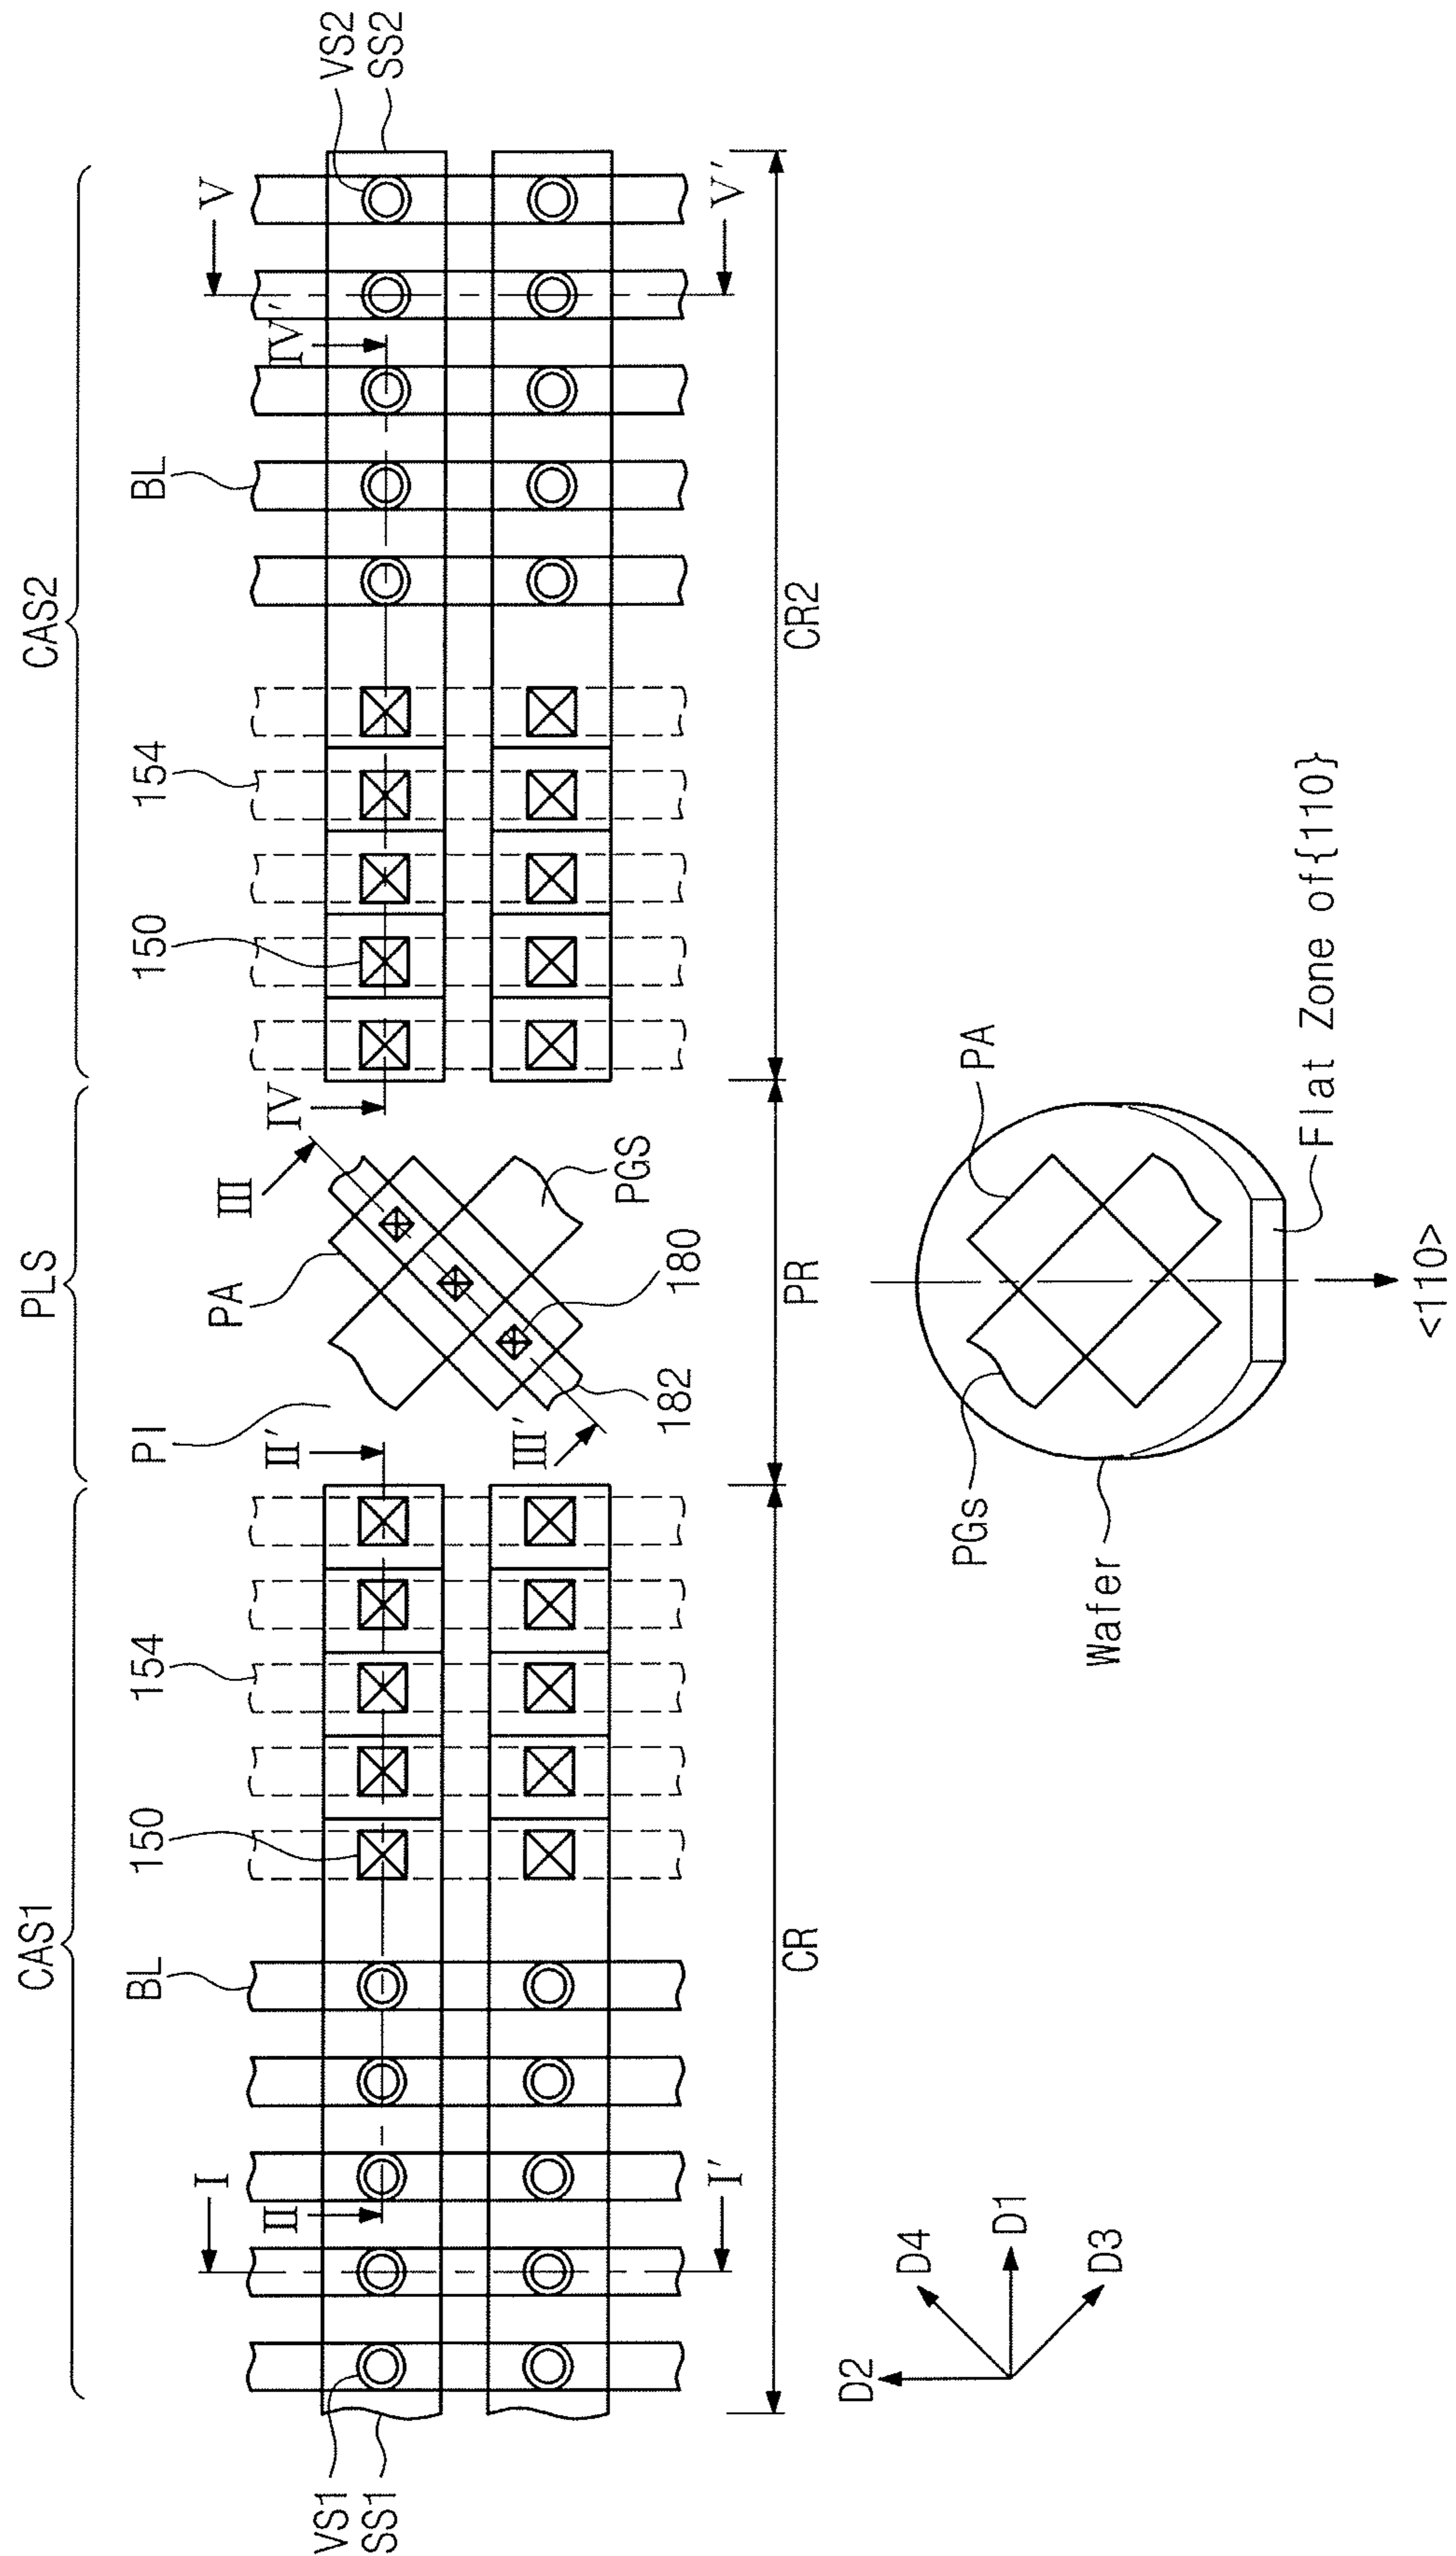 CAS1
PLS
CAS2
BL
150
154
PI
150
154
BL
I
II
II'
IV
IV'
V
III
PA
VS1
SS1
VS2
SS2
PGS
180
182
III'
I'
V'
CR
PR
CR2
D2
D4
D1
D3
PGs
PA
Wafer
Flat Zone of{110}
<110>